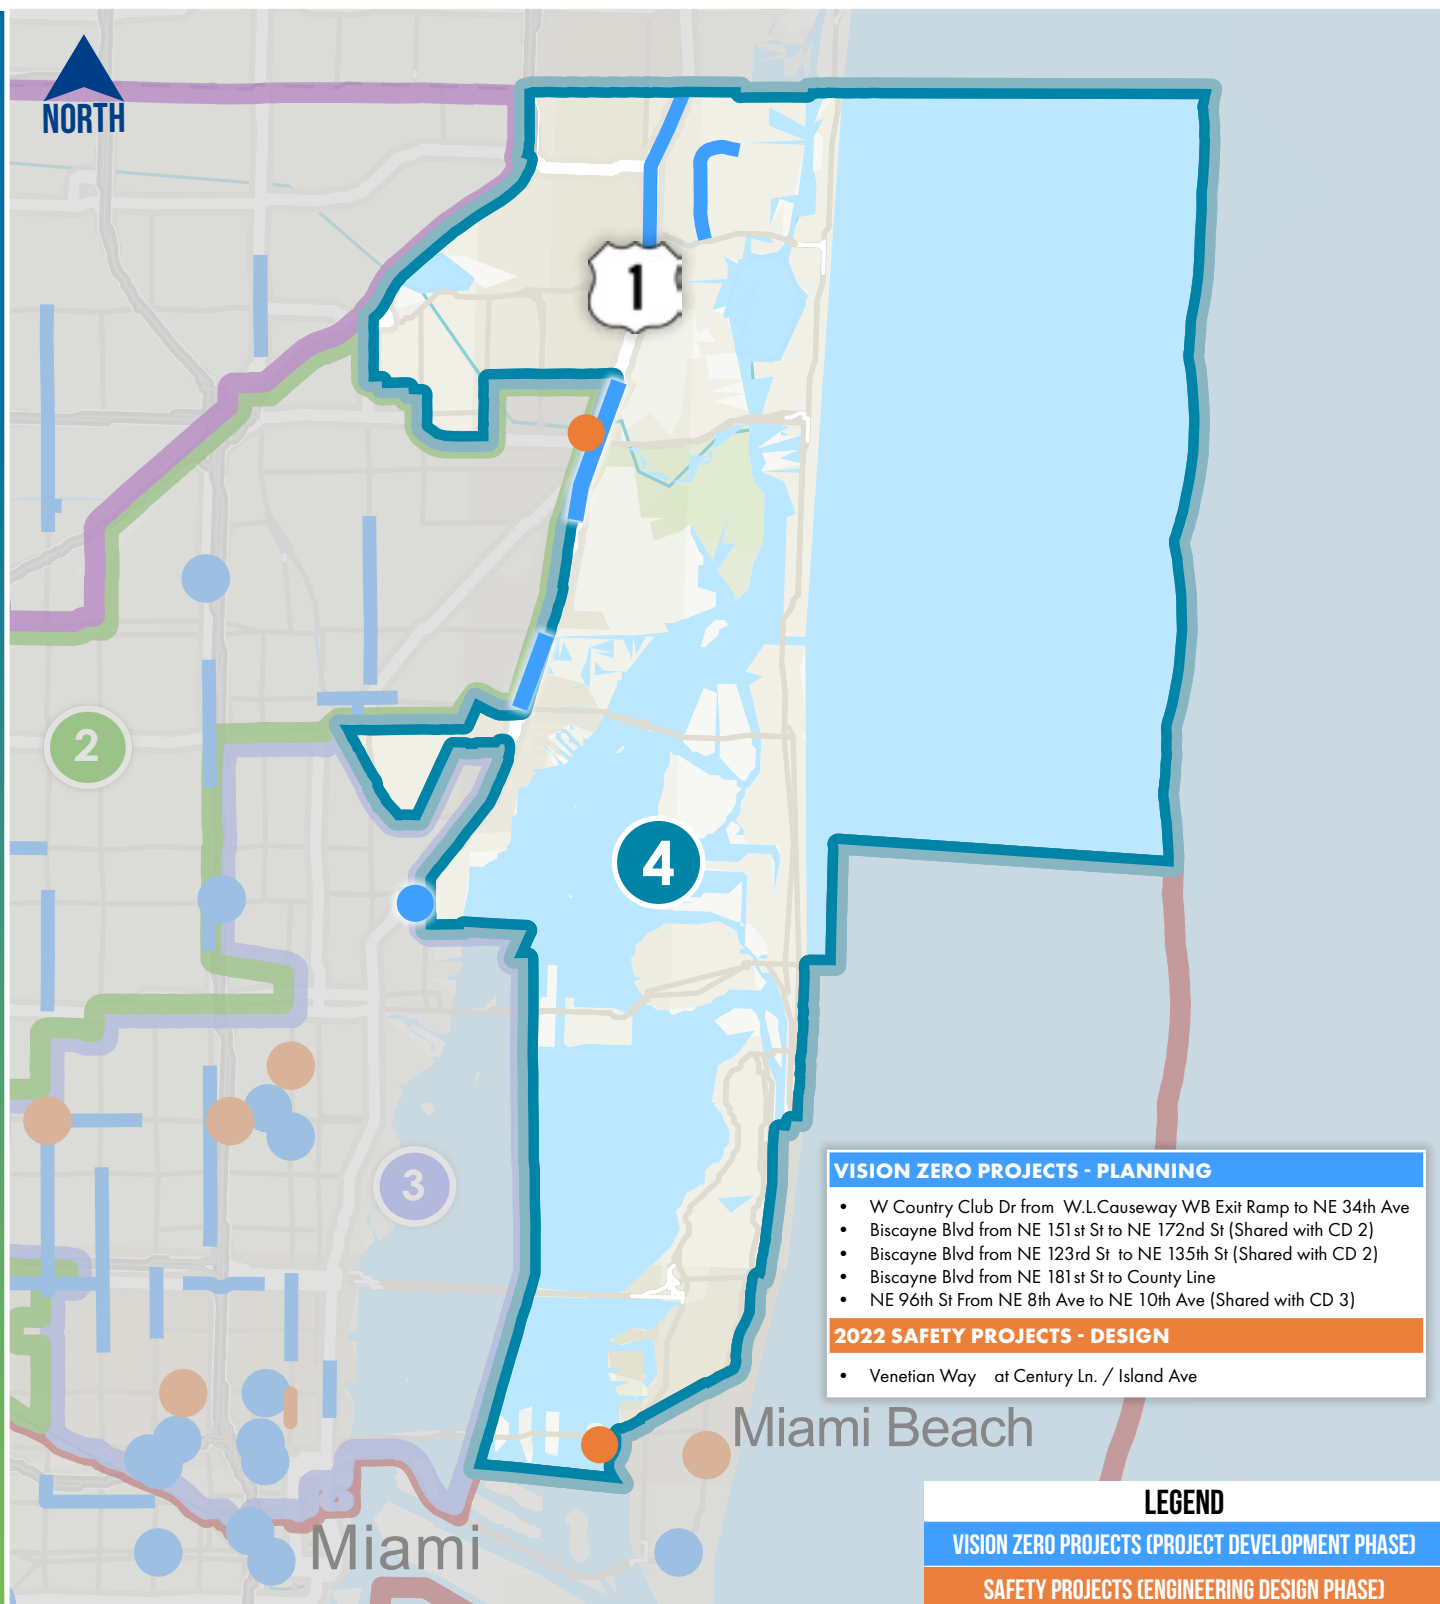 NORTH
1
2
4
3
VISION ZERO PROJECTS - PLANNING
• W Country Club Dr from W.L.Causeway WB Exit Ramp to NE 34th Ave
• Biscayne Blvd from NE 151st St to NE 172nd St (Shared with CD 2)
• Biscayne Blvd from NE 123rd St to NE 135th St (Shared with CD 2)
• Biscayne Blvd from NE 181st St to County Line
• NE 96th St From NE 8th Ave to NE 10th Ave (Shared with CD 3)
2022 SAFETY PROJECTS - DESIGN
• Venetian Way at Century Ln. / Island Ave
Miami Beach
Miami
LEGEND
VISION ZERO PROJECTS (PROJECT DEVELOPMENT PHASE)
SAFETY PROJECTS (ENGINEERING DESIGN PHASE)